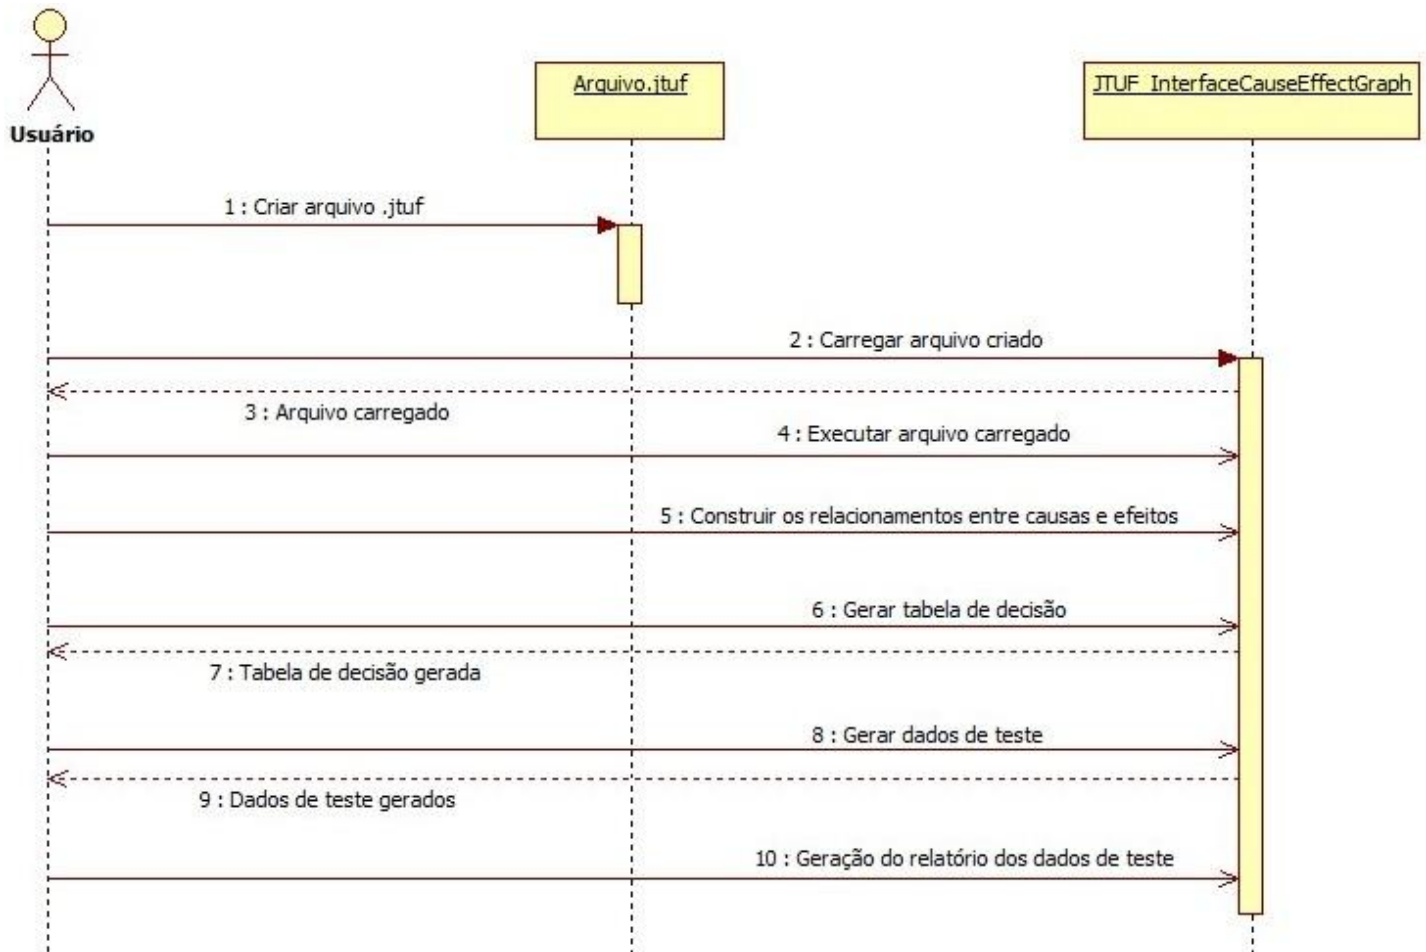 Usuário
Arquivo.jtuf
JTUF_InterfaceCauseEffectGraph
1 : Criar arquivo .jtuf
2 : Carregar arquivo criado
3 : Arquivo carregado
4 : Executar arquivo carregado
5 : Construir os relacionamentos entre causas e efeitos
6 : Gerar tabela de decisão
7 : Tabela de decisão gerada
8 : Gerar dados de teste
9 : Dados de teste gerados
10 : Geração do relatório dos dados de teste